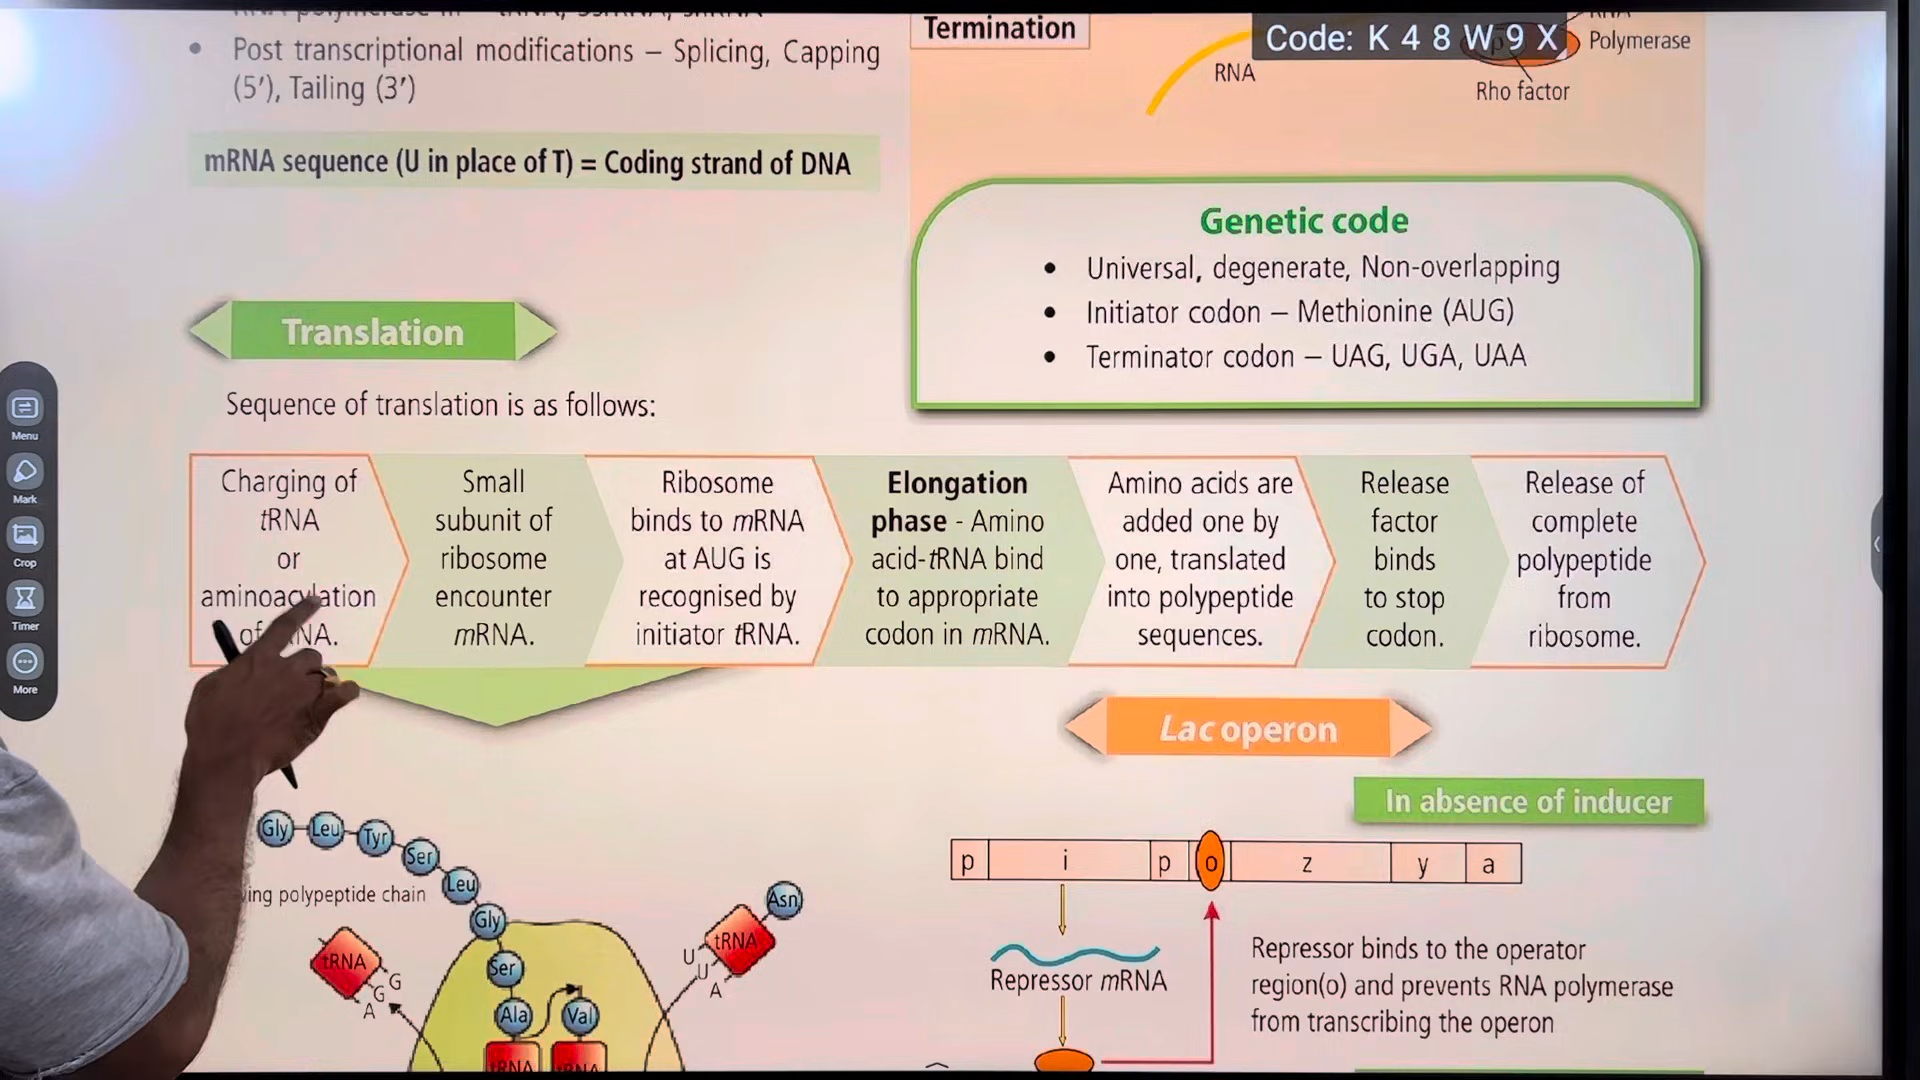 Post transcriptional modifications – Splicing, Capping
(5′), Tailing (3′)
mRNA sequence (U in place of T) = Coding strand of DNA
Termination
Code: K 4 8 W 9 X
RNA
Polymerase
Rho factor
Genetic code
• Universal, degenerate, Non-overlapping
• Initiator codon – Methionine (AUG)
• Terminator codon – UAG, UGA, UAA
Translation
Sequence of translation is as follows:
Menu
Mark
Crop
Timer
More
Charging of
tRNA
or
aminoacylation
of tRNA.
Small
subunit of
ribosome
encounter
mRNA.
Ribosome
binds to mRNA
at AUG is
recognised by
initiator tRNA.
Elongation
phase - Amino
acid-tRNA bind
to appropriate
codon in mRNA.
Amino acids are
added one by
one, translated
into polypeptide
sequences.
Release
factor
binds
to stop
codon.
Release of
complete
polypeptide
from
ribosome.
Gly
Leu
Tyr
Ser
Leu
Gly
Ser
Ala
Val
polypeptide chain
tRNA
A G G
tRNA
Asn
U U A
tRNA
tRNA
Lac operon
In absence of inducer
p i p o z y a
Repressor mRNA
Repressor binds to the operator
region(o) and prevents RNA polymerase
from transcribing the operon